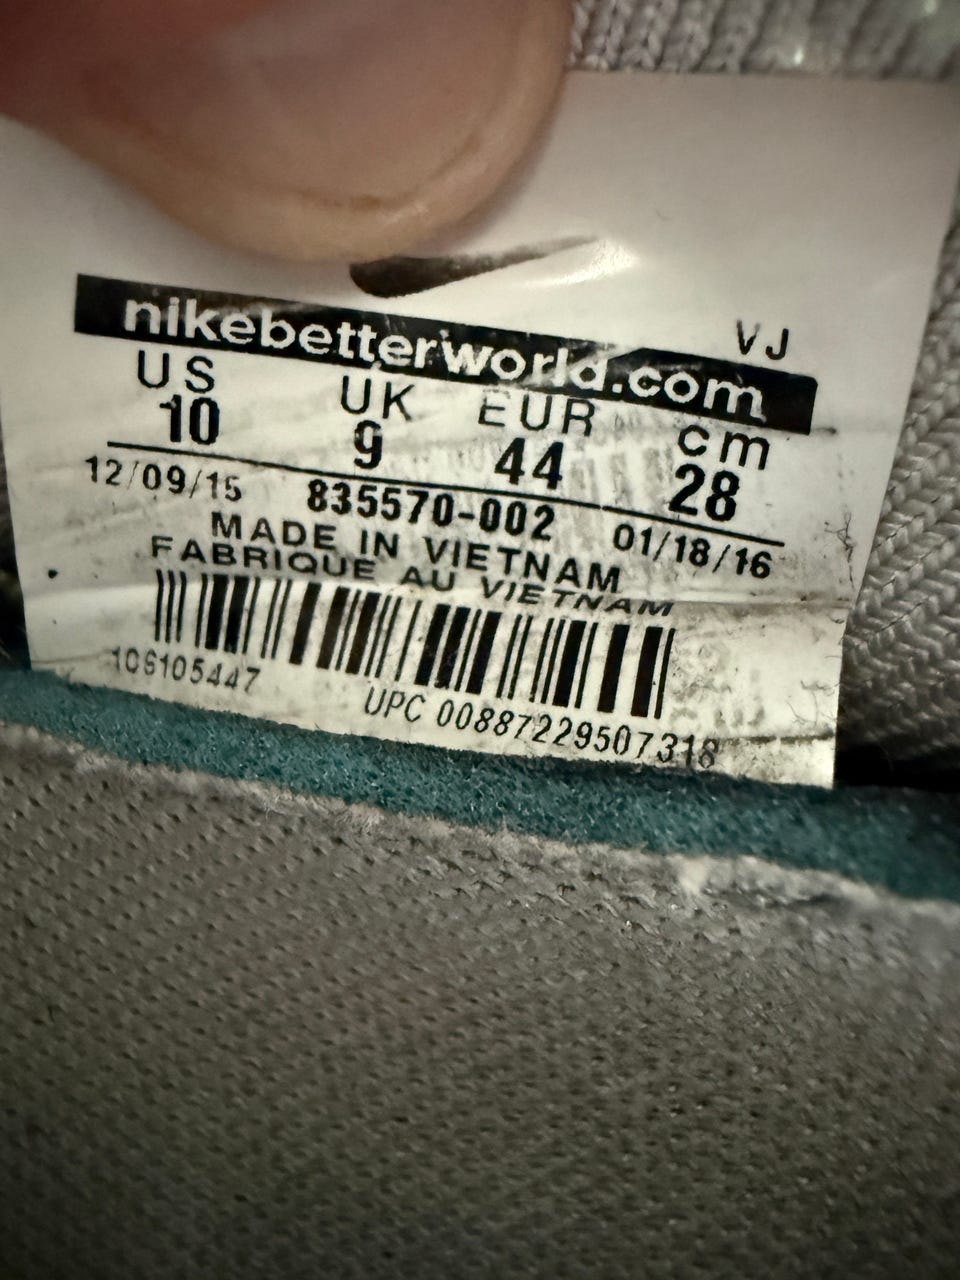 nikebetterworld.com VJ
US UK EUR cm
10 9 44 28
12/09/15 835570-002 01/18/16
MADE IN VIETNAM
FABRIQUE AU VIETNAM
106105447 UPC 00887229507318